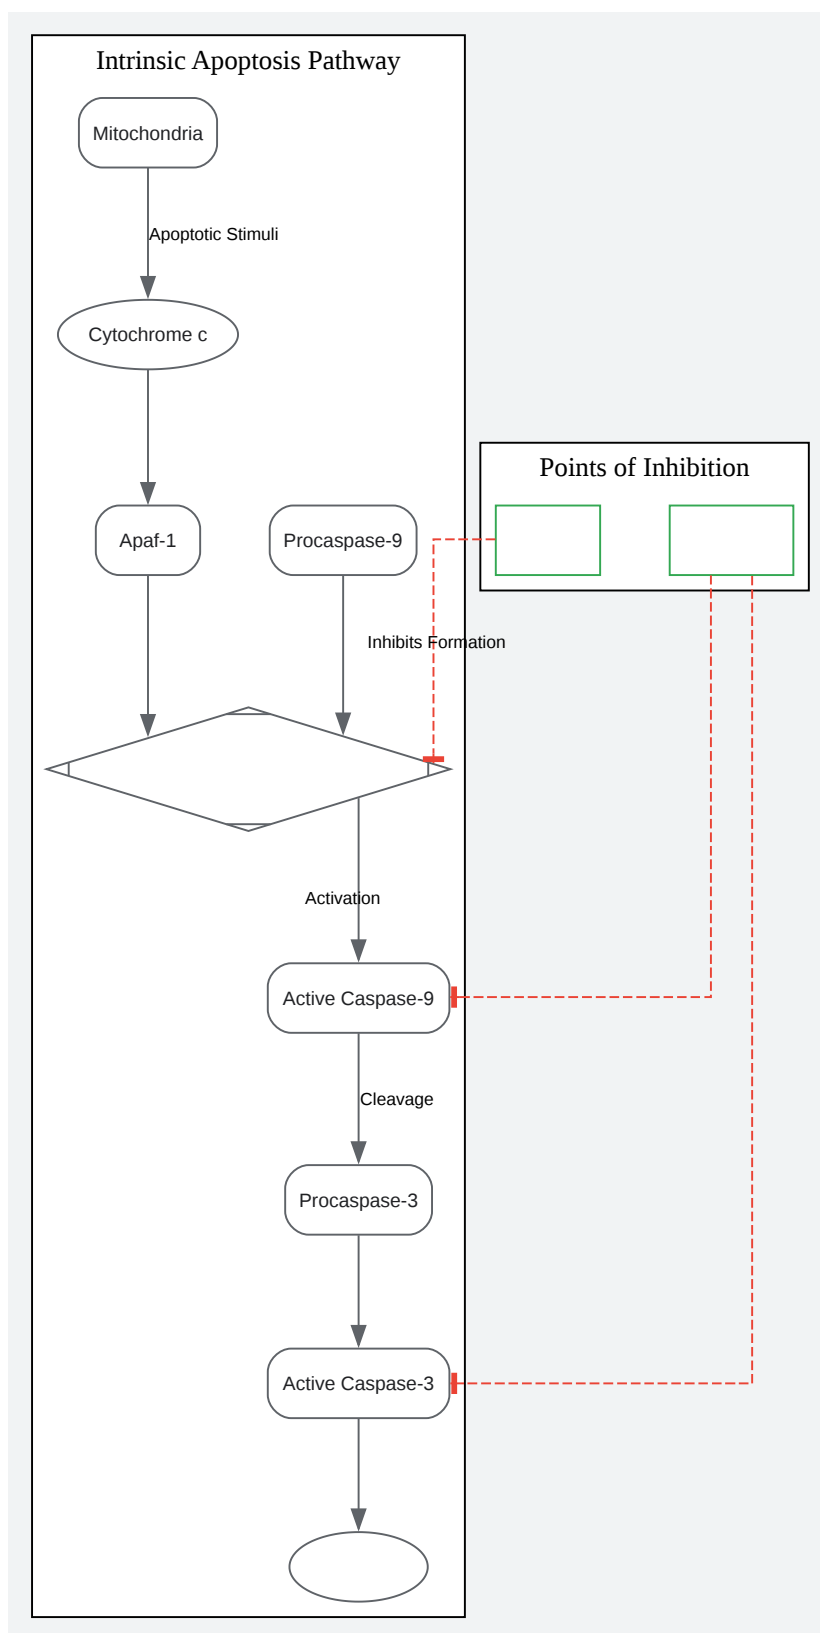 Intrinsic Apoptosis Pathway
Mitochondria
Apoptotic Stimuli
Cytochrome c
Points of Inhibition
Apaf-1
Procaspase-9
Inhibits Formation
Activation
Active Caspase-9
Cleavage
Procaspase-3
Active Caspase-3